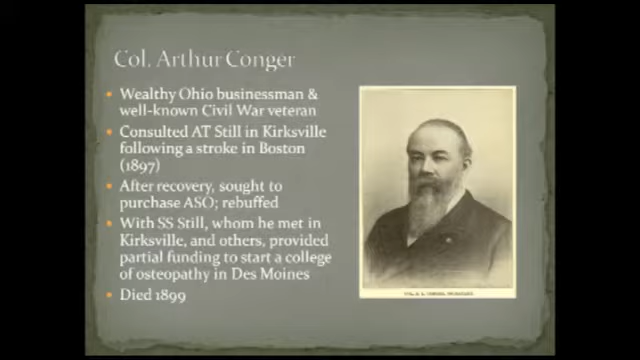 Col. Arthur Conger
• Wealthy Ohio businessman &
well-known Civil War veteran
• Consulted AT Still in Kirksville
following a stroke in Boston
(1897)
• After recovery, sought to
purchase ASO; rebuffed
• With SS Still, whom he met in
Kirksville, and others, provided
partial funding to start a college
of osteopathy in Des Moines
• Died 1899